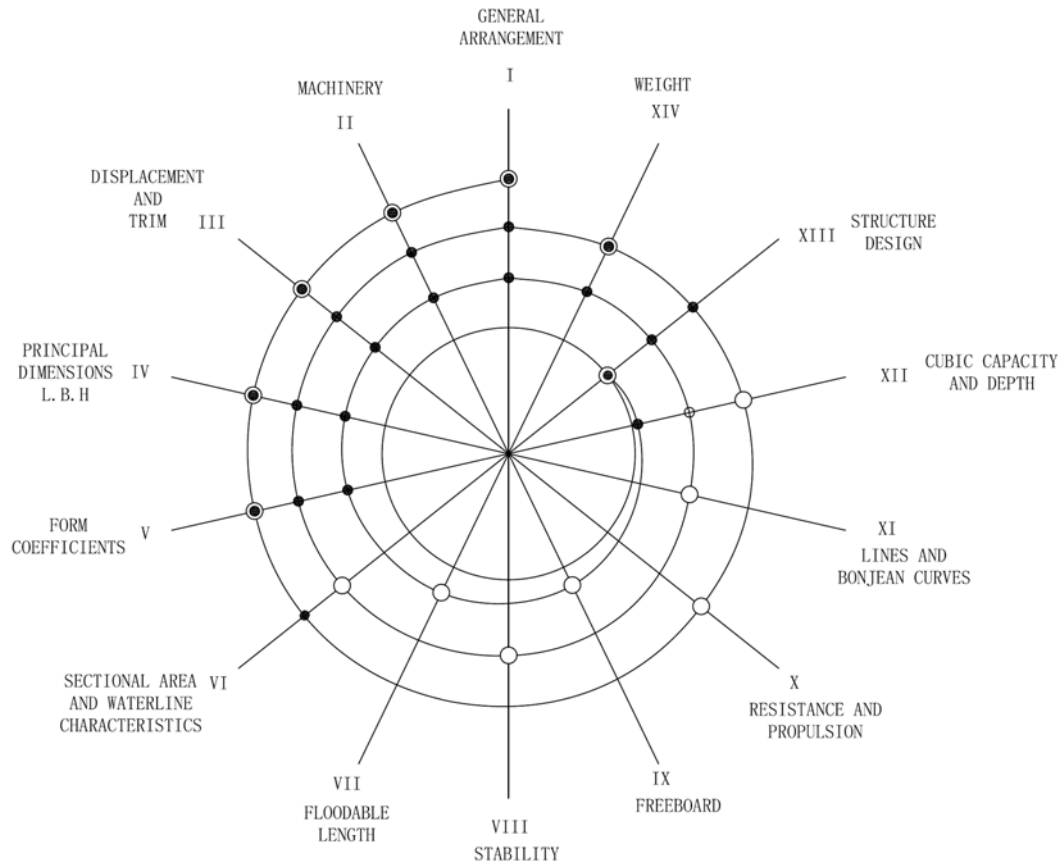 GENERAL
ARRANGEMENT
I
MACHINERY
II
DISPLACEMENT
AND
TRIM III
PRINCIPAL
DIMENSIONS IV
L.B.H
FORM
COEFFICIENTS V
SECTIONAL AREA VI
AND WATERLINE
CHARACTERISTICS
VII
FLOODABLE
LENGTH
VIII
STABILITY
IX
FREEBOARD
X
RESISTANCE AND
PROPULSION
XI
LINES AND
BONJEAN CURVES
XII CUBIC CAPACITY
AND DEPTH
XIII STRUCTURE
DESIGN
WEIGHT
XIV